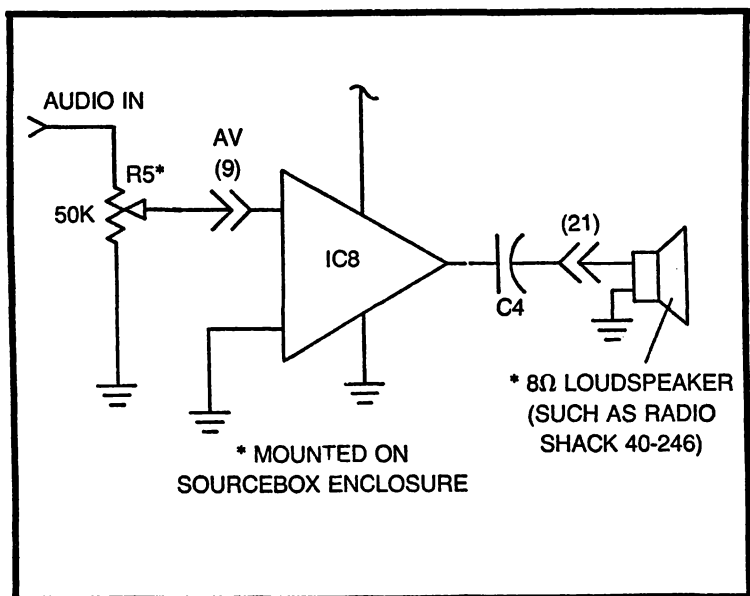 AUDIO IN
R5*
50K
AV
(9)
IC8
C4
(21)
* 8Ω LOUDSPEAKER
(SUCH AS RADIO
SHACK 40-246)
* MOUNTED ON
SOURCEBOX ENCLOSURE